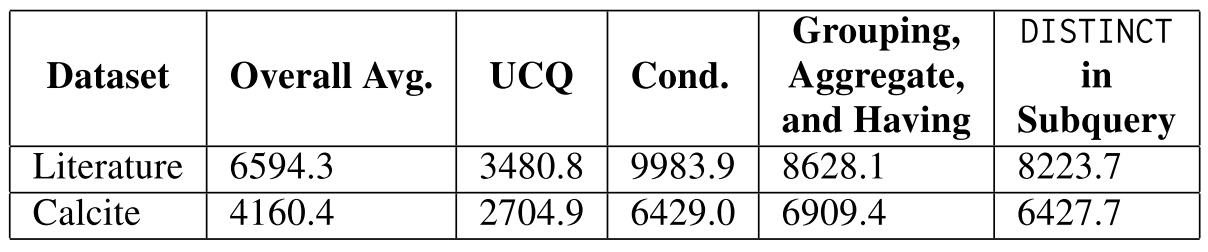 Dataset Overall Avg. UCQ Cond. Grouping, Aggregate, and Having DISTINCT in Subquery
Literature 6594.3 3480.8 9983.9 8628.1 8223.7
Calcite 4160.4 2704.9 6429.0 6909.4 6427.7